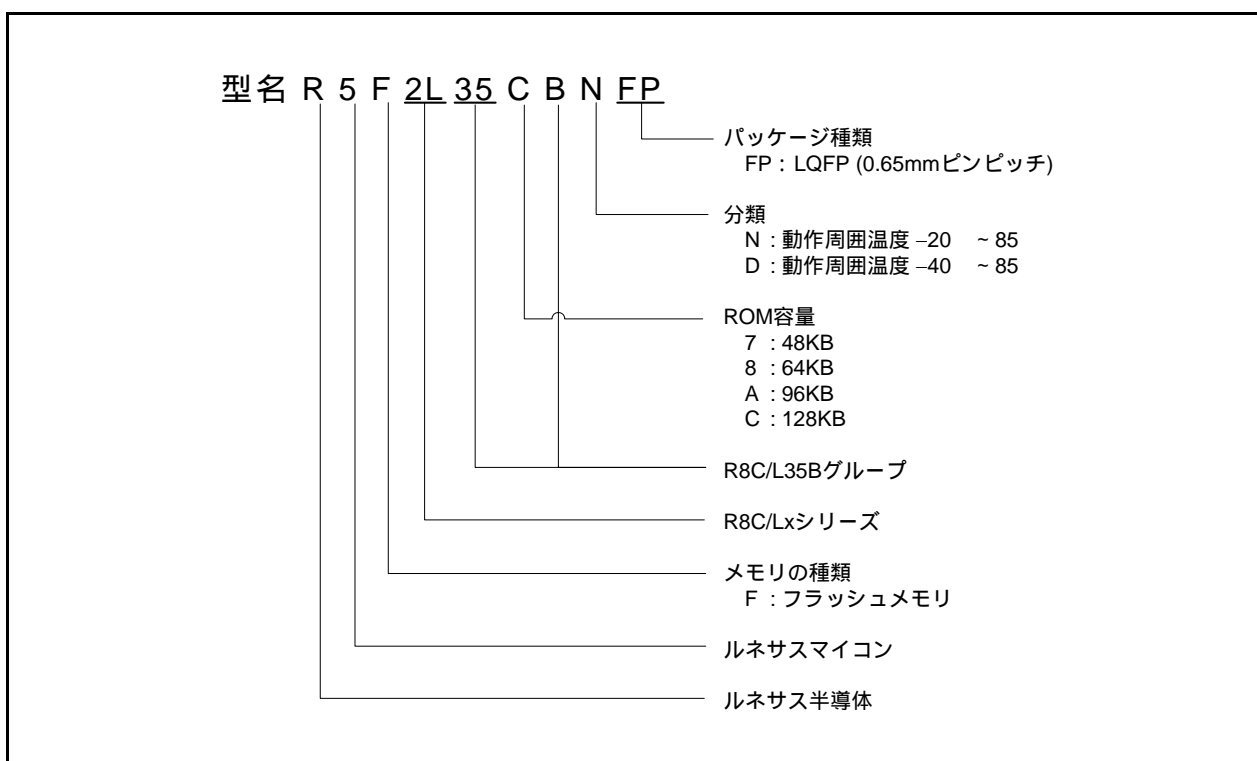 型名 R 5 F 2L 35 C B N FP
パッケージ種類
FP : LQFP (0.65mmピンピッチ)
分類
N : 動作周囲温度 –20 ~ 85
D : 動作周囲温度 –40 ~ 85
ROM容量
7 : 48KB
8 : 64KB
A : 96KB
C : 128KB
R8C/L35Bグループ
R8C/Lxシリーズ
メモリの種類
F : フラッシュメモリ
ルネサスマイコン
ルネサス半導体